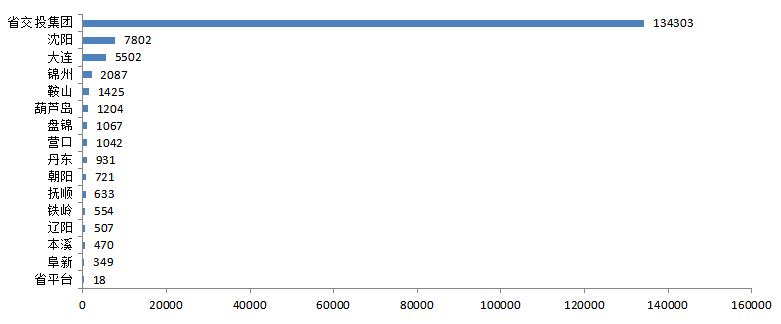 省交投集团 134303
沈阳 7802
大连 5502
锦州 2087
鞍山 1425
葫芦岛 1204
盘锦 1067
营口 1042
丹东 931
朝阳 721
抚顺 633
铁岭 554
辽阳 507
本溪 470
阜新 349
省平台 18
0 20000 40000 60000 80000 100000 120000 140000 160000